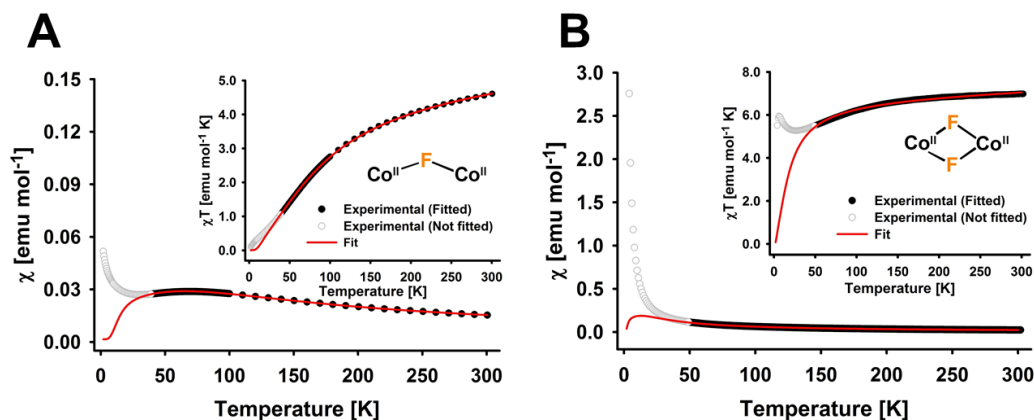 A
0.15
0.12
0.09
0.06
0.03
0.00
χ [emu mol⁻¹]
0 50 100 150 200 250 300
Temperature [K]
5.0
4.0
3.0
2.0
1.0
0.0
χT [emu mol⁻¹ K]
Coᴵᴵ F Coᴵᴵ
Experimental (Fitted)
Experimental (Not fitted)
Fit
0 50 100 150 200 250 300
Temperature [K]
B
3.0
2.5
2.0
1.5
1.0
0.5
0.0
χ [emu mol⁻¹]
0 50 100 150 200 250 300
Temperature [K]
8.0
6.0
4.0
2.0
0.0
χT [emu mol⁻¹ K]
F
Coᴵᴵ Coᴵᴵ
F
Experimental (Fitted)
Experimental (Not fitted)
Fit
0 50 100 150 200 250 300
Temperature [K]